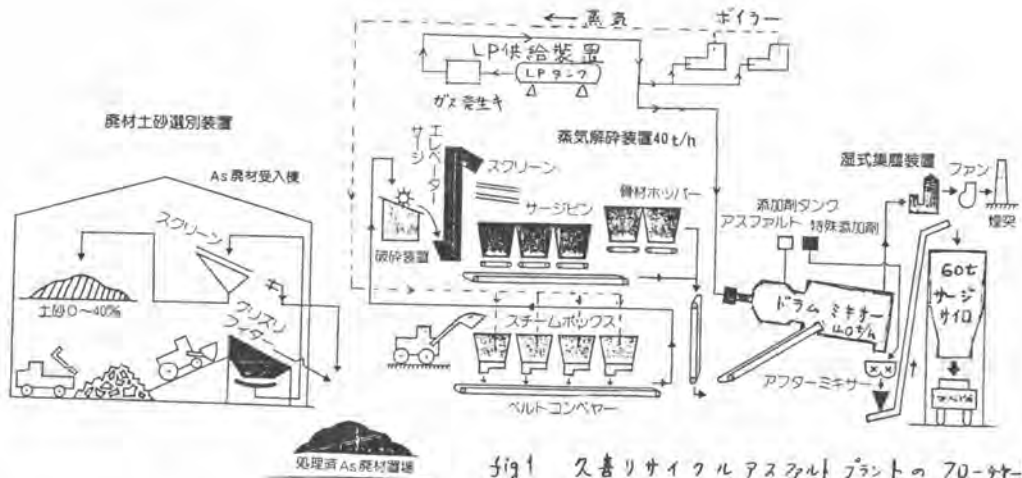 蒸気
ボイラー
LP供給装置
LPタンク
ガス発生キ
廃材土砂選別装置
As廃材受入棟
スクリーン
土砂0〜40%
グリズリ
フィダー
エレベーター
サージ
蒸気解砕装置40t/h
スクリーン
サージビン
骨材ホッパー
破砕装置
スチームボックス
ベルトコンベヤー
湿式集塵装置
ファン
煙突
添加剤タンク
アスファルト 特殊添加剤
ドラム
ミキサー
40t/h
アフターミキサー
60t
サージ
サイロ
処理済As廃材置場
fig1 久喜リサイクルアスファルトプラントのフローチャー